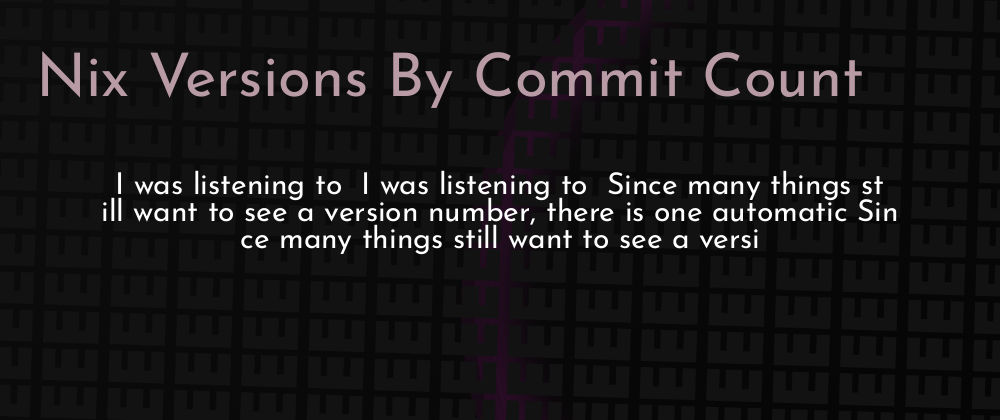 Nix Versions By Commit Count
I was listening to  I was listening to  Since many things st
ill want to see a version number, there is one automatic Sin
ce many things still want to see a versi